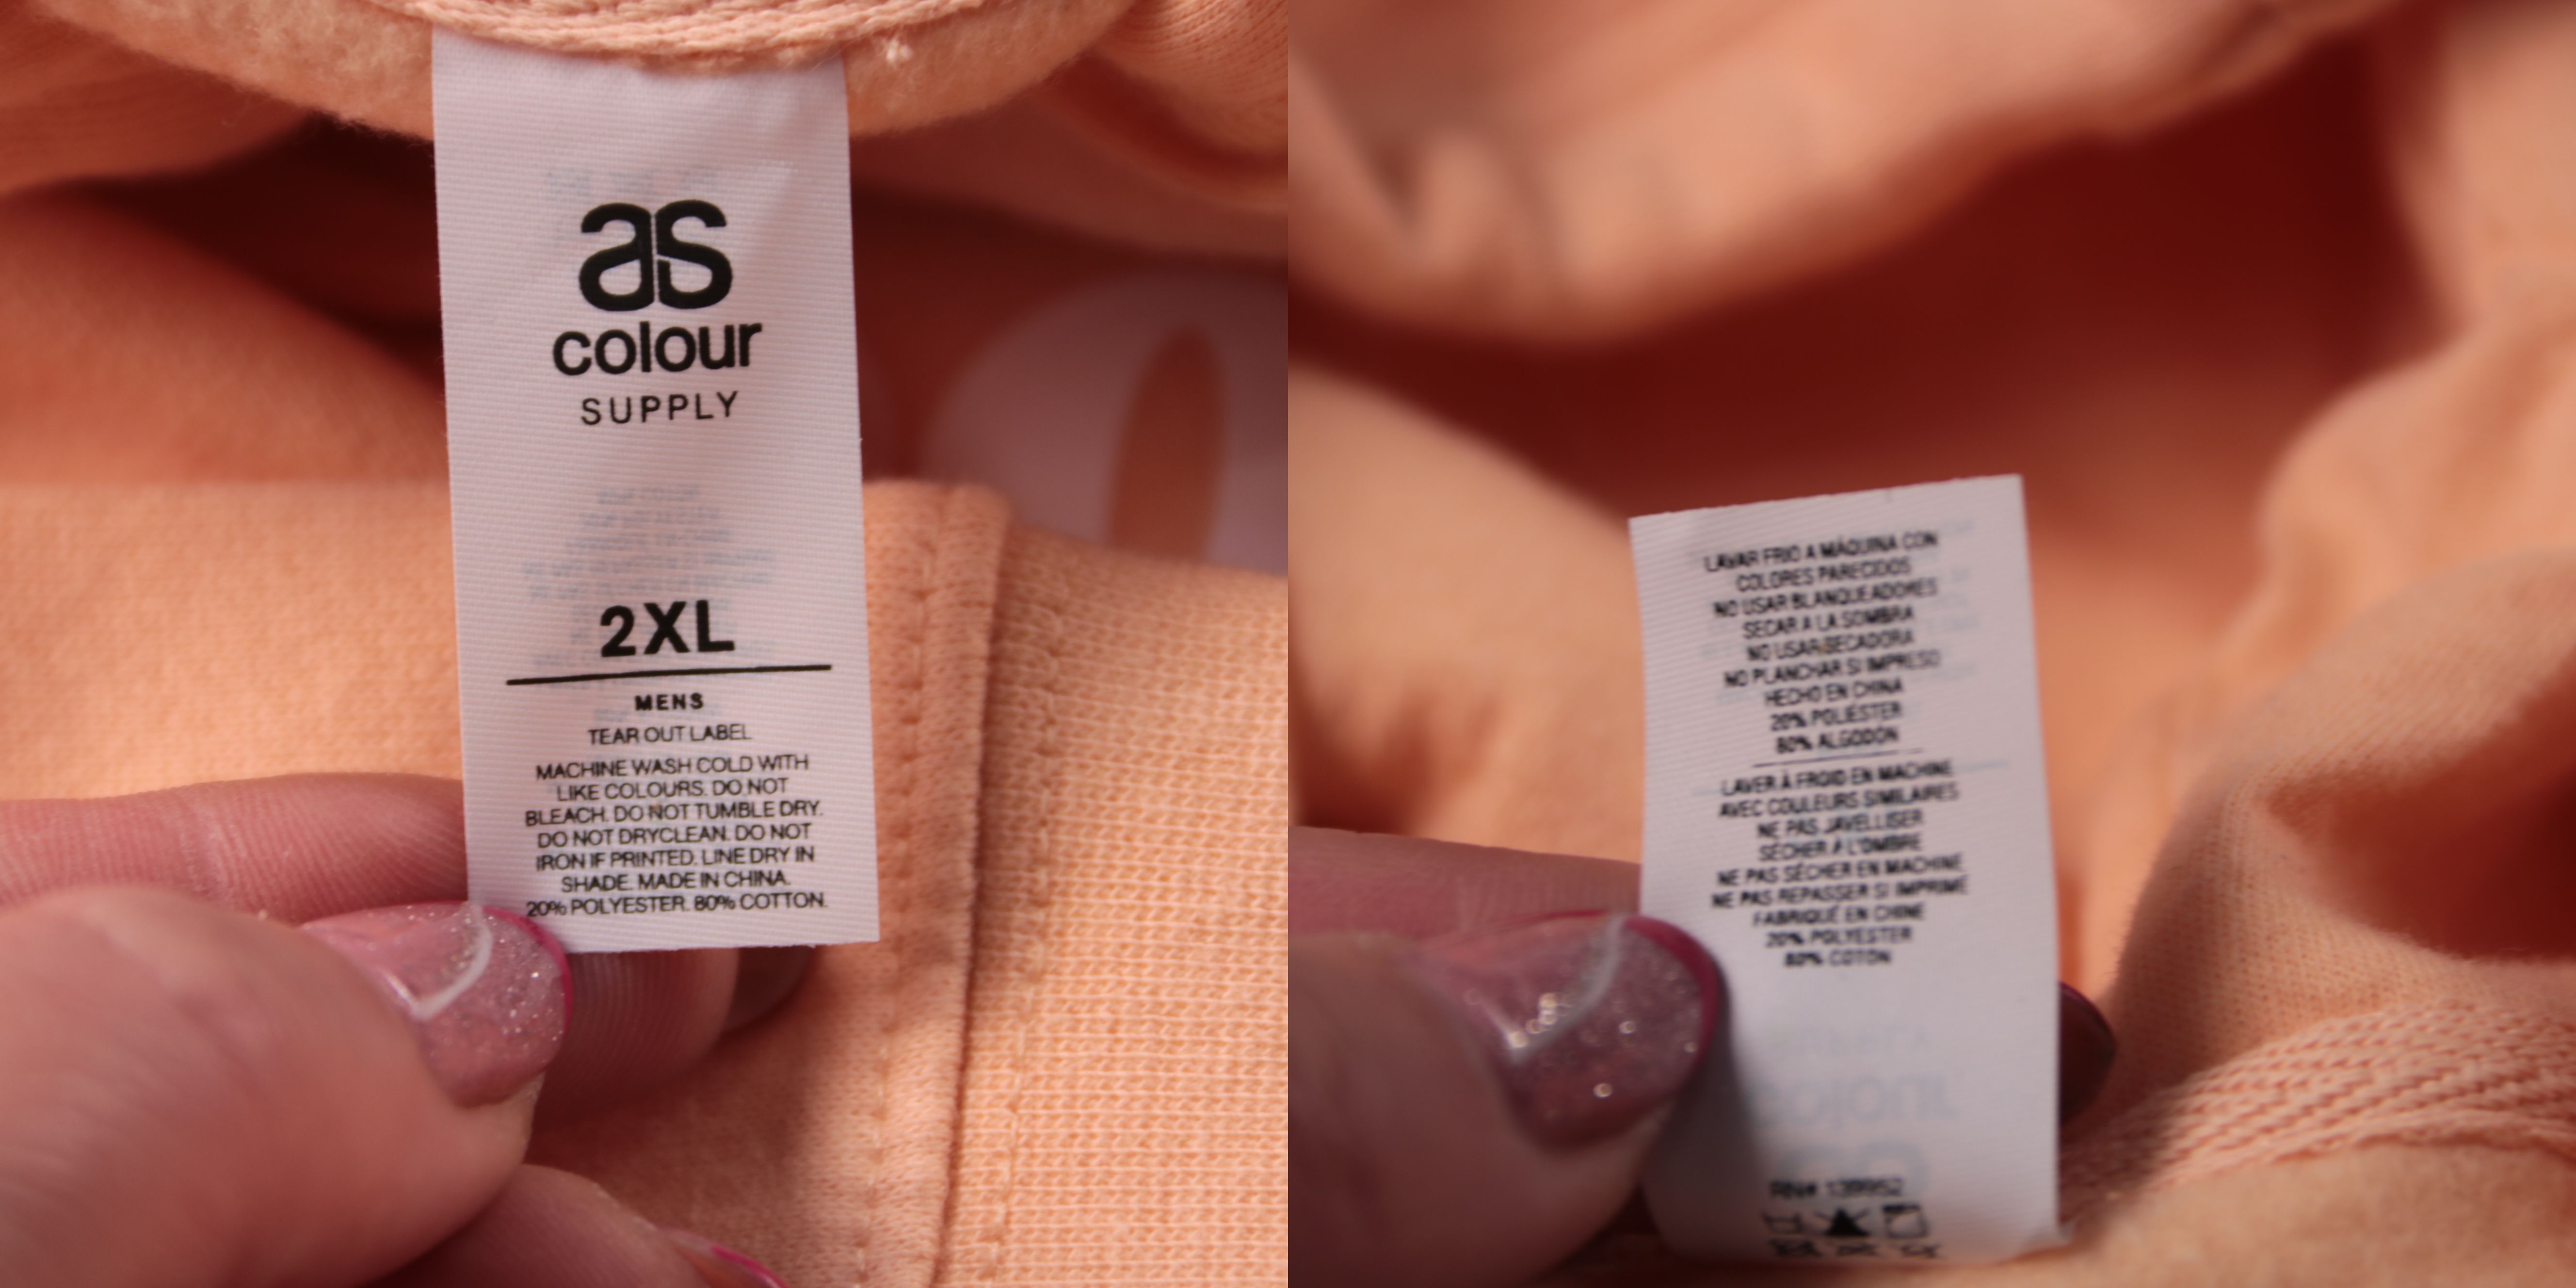 as
colour
SUPPLY
2XL
MENS
TEAR OUT LABEL
MACHINE WASH COLD WITH
LIKE COLOURS. DO NOT
BLEACH. DO NOT TUMBLE DRY.
DO NOT DRYCLEAN. DO NOT
IRON IF PRINTED. LINE DRY IN
SHADE. MADE IN CHINA.
20% POLYESTER. 80% COTTON.
LAVAR FRIO A MÁQUINA CON
COLORES PARECIDOS
NO USAR BLANQUEADORES
SECAR A LA SOMBRA
NO USAR SECADORA
NO PLANCHAR SI IMPRESO
HECHO EN CHINA
20% POLIÉSTER
80% ALGODÓN
LAVER À FROID EN MACHINE
AVEC COULEURS SIMILAIRES
NE PAS JAVELLISER
SÉCHER À L'OMBRE
NE PAS SÉCHER EN MACHINE
NE PAS REPASSER SI IMPRIMÉ
FABRIQUÉ EN CHINE
20% POLYESTER
80% COTON
RN#